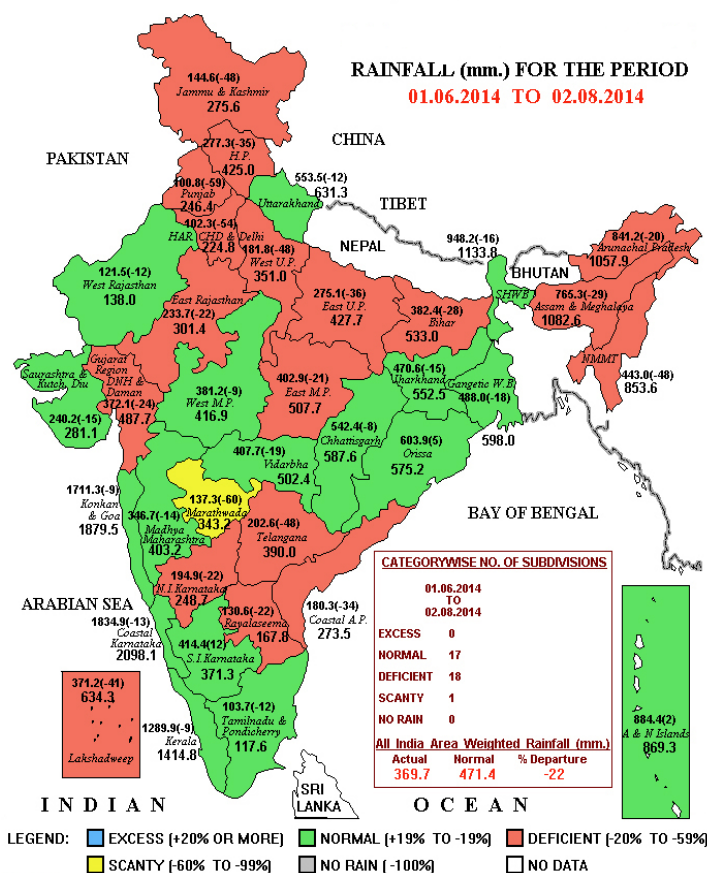 RAINFALL (mm.) FOR THE PERIOD
01.06.2014 TO 02.08.2014
144.6(-48)
Jammu & Kashmir
275.6
CHINA
277.3(-35)
H.P.
425.0
PAKISTAN
100.8(-59)
Punjab
246.4
553.5(-12)
631.3
Uttarakhand
TIBET
102.3(-54)
HAR. CHD & Delhi
224.8
NEPAL
181.8(-48)
West U.P.
351.0
948.2(-16)
1133.8
841.2(-20)
Arunachal Pradesh
1057.9
BHUTAN
121.5(-12)
West Rajasthan
138.0
SHWB
765.3(-29)
Assam & Meghalaya
1082.6
East Rajasthan
233.7(-22)
301.4
275.1(-36)
East U.P.
427.7
382.4(-28)
Bihar
533.0
NMMT
443.0(-48)
853.6
Saurashtra &
Kutch, Diu
240.2(-15)
281.1
Gujarat
Region
DNH &
Daman
372.1(-24)
487.7
381.2(-9)
West M.P.
416.9
402.9(-21)
East M.P.
507.7
470.6(-15)
Jharkhand
552.5
Gangetic W.B.
488.0(-18)
598.0
542.4(-8)
Chhattisgarh
587.6
603.9(5)
Orissa
575.2
407.7(-19)
Vidarbha
502.4
1711.3(-9)
Konkan
& Goa
1879.5
137.3(-60)
Marathwada
343.2
346.7(-14)
Madhya
Maharashtra
403.2
202.6(-48)
Telangana
390.0
BAY OF BENGAL
194.9(-22)
N.I.Karnataka
248.7
ARABIAN SEA
130.6(-22)
Rayalaseema
167.8
180.3(-34)
Coastal A.P.
273.5
1834.9(-13)
Coastal
Karnataka
2098.1
414.4(12)
S.I.Karnataka
371.3
371.2(-41)
634.3
Lakshadweep
103.7(-12)
Tamilnadu &
Pondicherry
117.6
1289.9(-9)
Kerala
1414.8
SRI
LANKA
CATEGORYWISE NO. OF SUBDIVISIONS
01.06.2014
TO
02.08.2014
EXCESS 0
NORMAL 17
DEFICIENT 18
SCANTY 1
NO RAIN 0
All India Area Weighted Rainfall (mm.)
Actual Normal % Departure
369.7 471.4 -22
884.4(2)
A & N Islands
869.3
INDIAN OCEAN
LEGEND: EXCESS (+20% OR MORE) NORMAL (+19% TO -19%) DEFICIENT (-20% TO -59%)
SCANTY (-60% TO -99%) NO RAIN (-100%) NO DATA